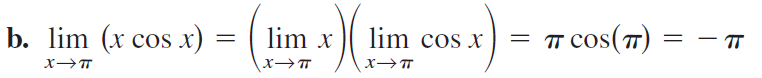 b. lim x→π (x cos x) = (lim x→π x)(lim x→π cos x) = π cos(π) = −π